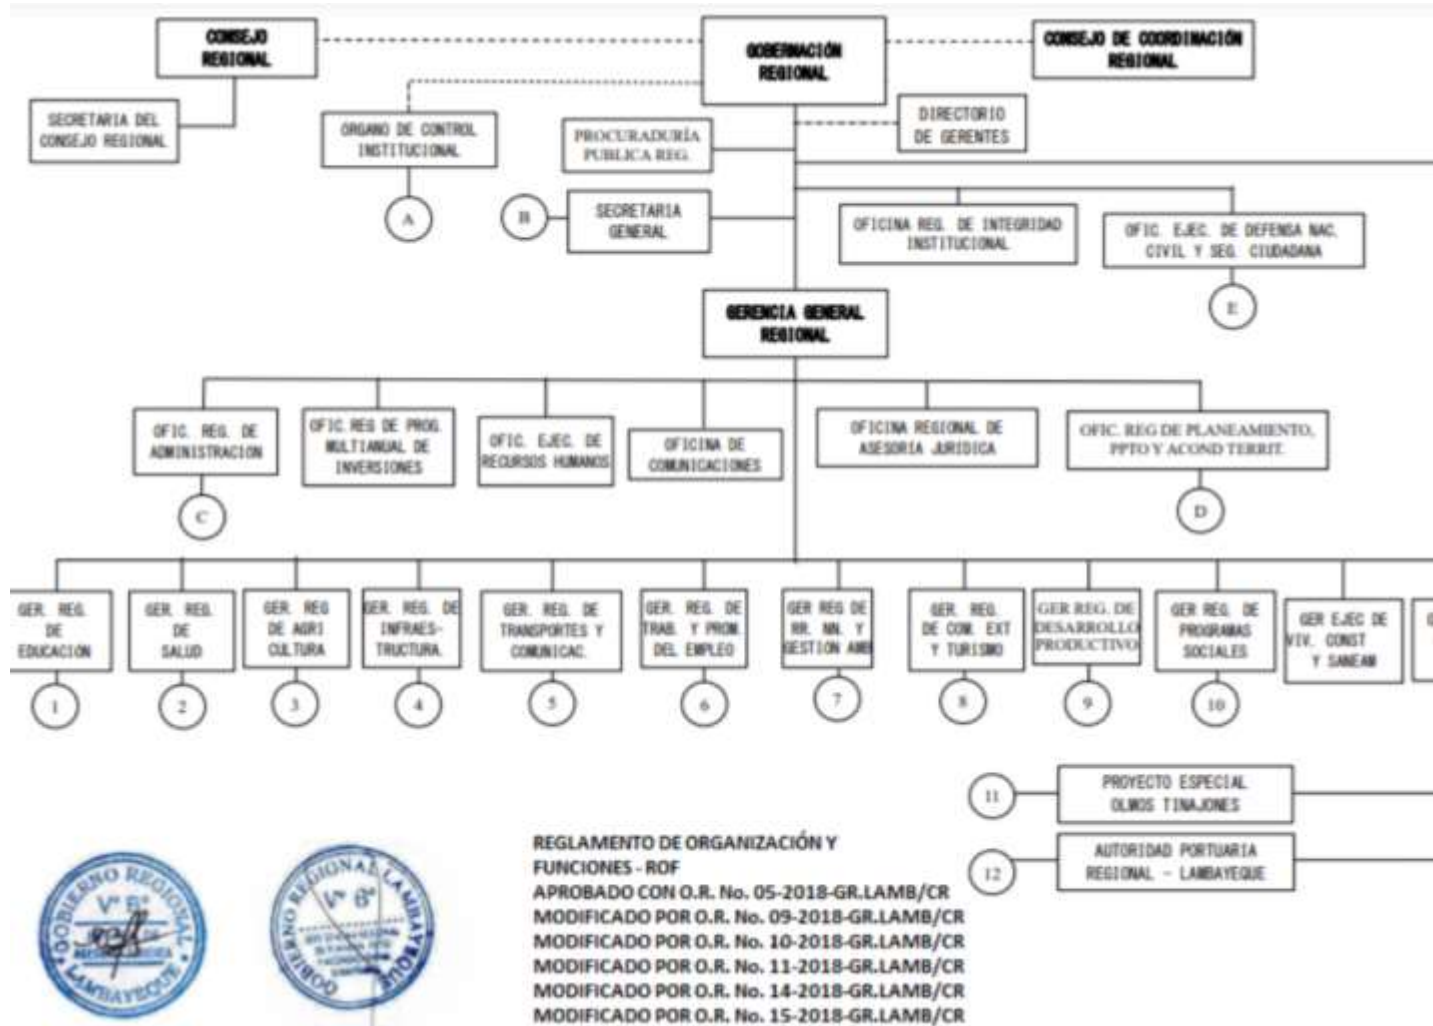 CONSEJO
REGIONAL
GOBERNACIÓN
REGIONAL
CONSEJO DE COORDINACIÓN
REGIONAL
SECRETARIA DEL
CONSEJO REGIONAL
ORGANO DE CONTROL
INSTITUCIONAL
PROCURADURÍA
PUBLICA REG.
DIRECTORIO
DE GERENTES
A
B
SECRETARIA
GENERAL
OFICINA REG. DE INTEGRIDAD
INSTITUCIONAL
OFIC. EJEC. DE DEFENSA NAC.
CIVIL Y SEG. CIUDADANA
E
GERENCIA GENERAL
REGIONAL
OFIC. REG. DE
ADMINISTRACION
OFIC.REG DE PROG.
MULTIANUAL DE
INVERSIONES
OFIC. EJEC. DE
RECURSOS HUMANOS
OFICINA DE
COMUNICACIONES
OFICINA REGIONAL DE
ASESORIA JURIDICA
OFIC. REG DE PLANEAMIENTO,
PPTO Y ACOND TERRIT.
C
D
GER. REG.
DE
EDUCACION
GER. REG.
DE
SALUD
GER. REG
DE AGRI
CULTURA
GER. REG. DE
INFRAES-
TRUCTURA.
GER. REG. DE
TRANSPORTES Y
COMUNICAC.
GER. REG. DE
TRAB. Y PROM.
DEL EMPLEO
GER REG DE
RR. NN. Y
GESTION AMB
GER. REG.
DE COM. EXT
Y TURISMO
GER REG. DE
DESARROLLO
PRODUCTIVO
GER REG. DE
PROGRAMAS
SOCIALES
GER EJEC DE
VIV. CONST
Y SANEAM
1
2
3
4
5
6
7
8
9
10
11
PROYECTO ESPECIAL
OLMOS TINAJONES
12
AUTORIDAD PORTUARIA
REGIONAL - LAMBAYEQUE
GOBIERNO REGIONAL
V° B°
LAMBAYEQUE
GOBIERNO REGIONAL LAMBAYEQUE
V° B°
REGLAMENTO DE ORGANIZACIÓN Y
FUNCIONES - ROF
APROBADO CON O.R. No. 05-2018-GR.LAMB/CR
MODIFICADO POR O.R. No. 09-2018-GR.LAMB/CR
MODIFICADO POR O.R. No. 10-2018-GR.LAMB/CR
MODIFICADO POR O.R. No. 11-2018-GR.LAMB/CR
MODIFICADO POR O.R. No. 14-2018-GR.LAMB/CR
MODIFICADO POR O.R. No. 15-2018-GR.LAMB/CR